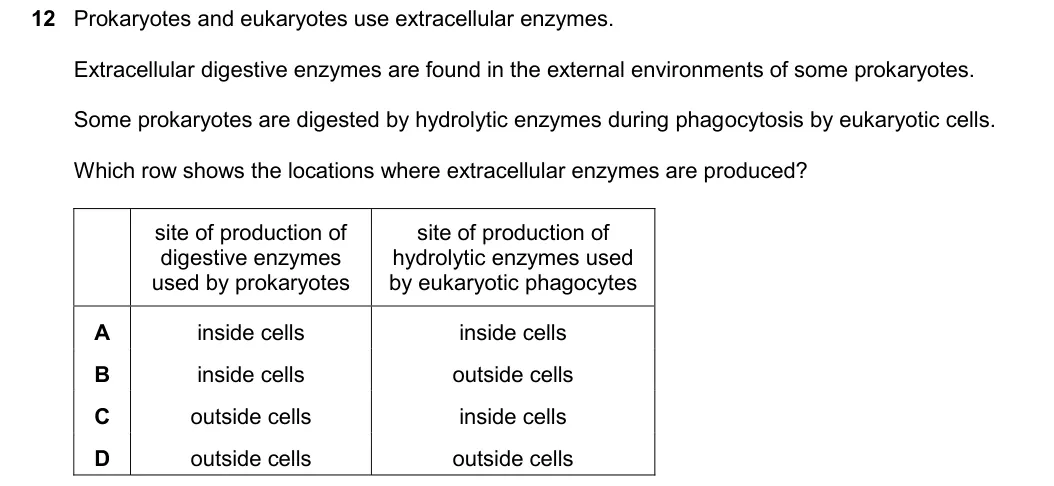 12 Prokaryotes and eukaryotes use extracellular enzymes.
Extracellular digestive enzymes are found in the external environments of some prokaryotes.
Some prokaryotes are digested by hydrolytic enzymes during phagocytosis by eukaryotic cells.
Which row shows the locations where extracellular enzymes are produced?
site of production of digestive enzymes used by prokaryotes | site of production of hydrolytic enzymes used by eukaryotic phagocytes
A inside cells inside cells
B inside cells outside cells
C outside cells inside cells
D outside cells outside cells